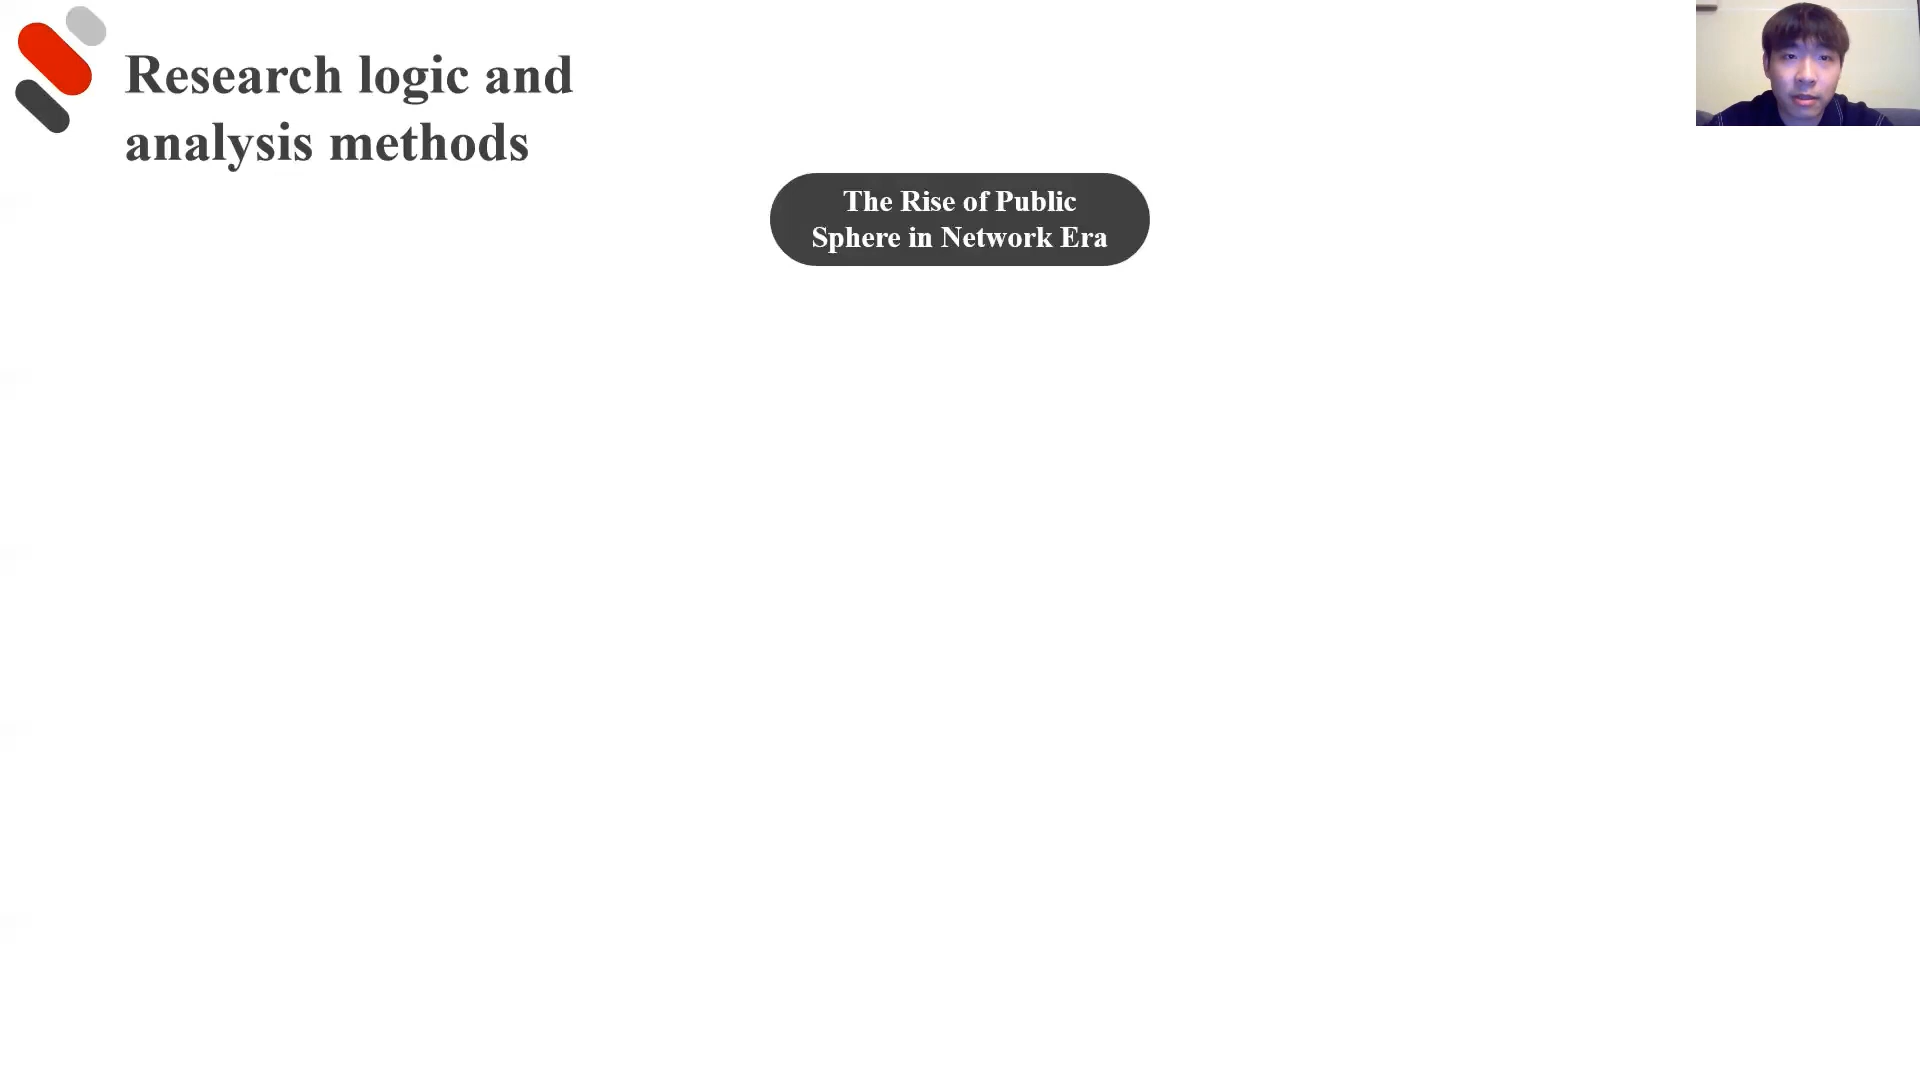 Research logic and
analysis methods
The Rise of Public
Sphere in Network Era